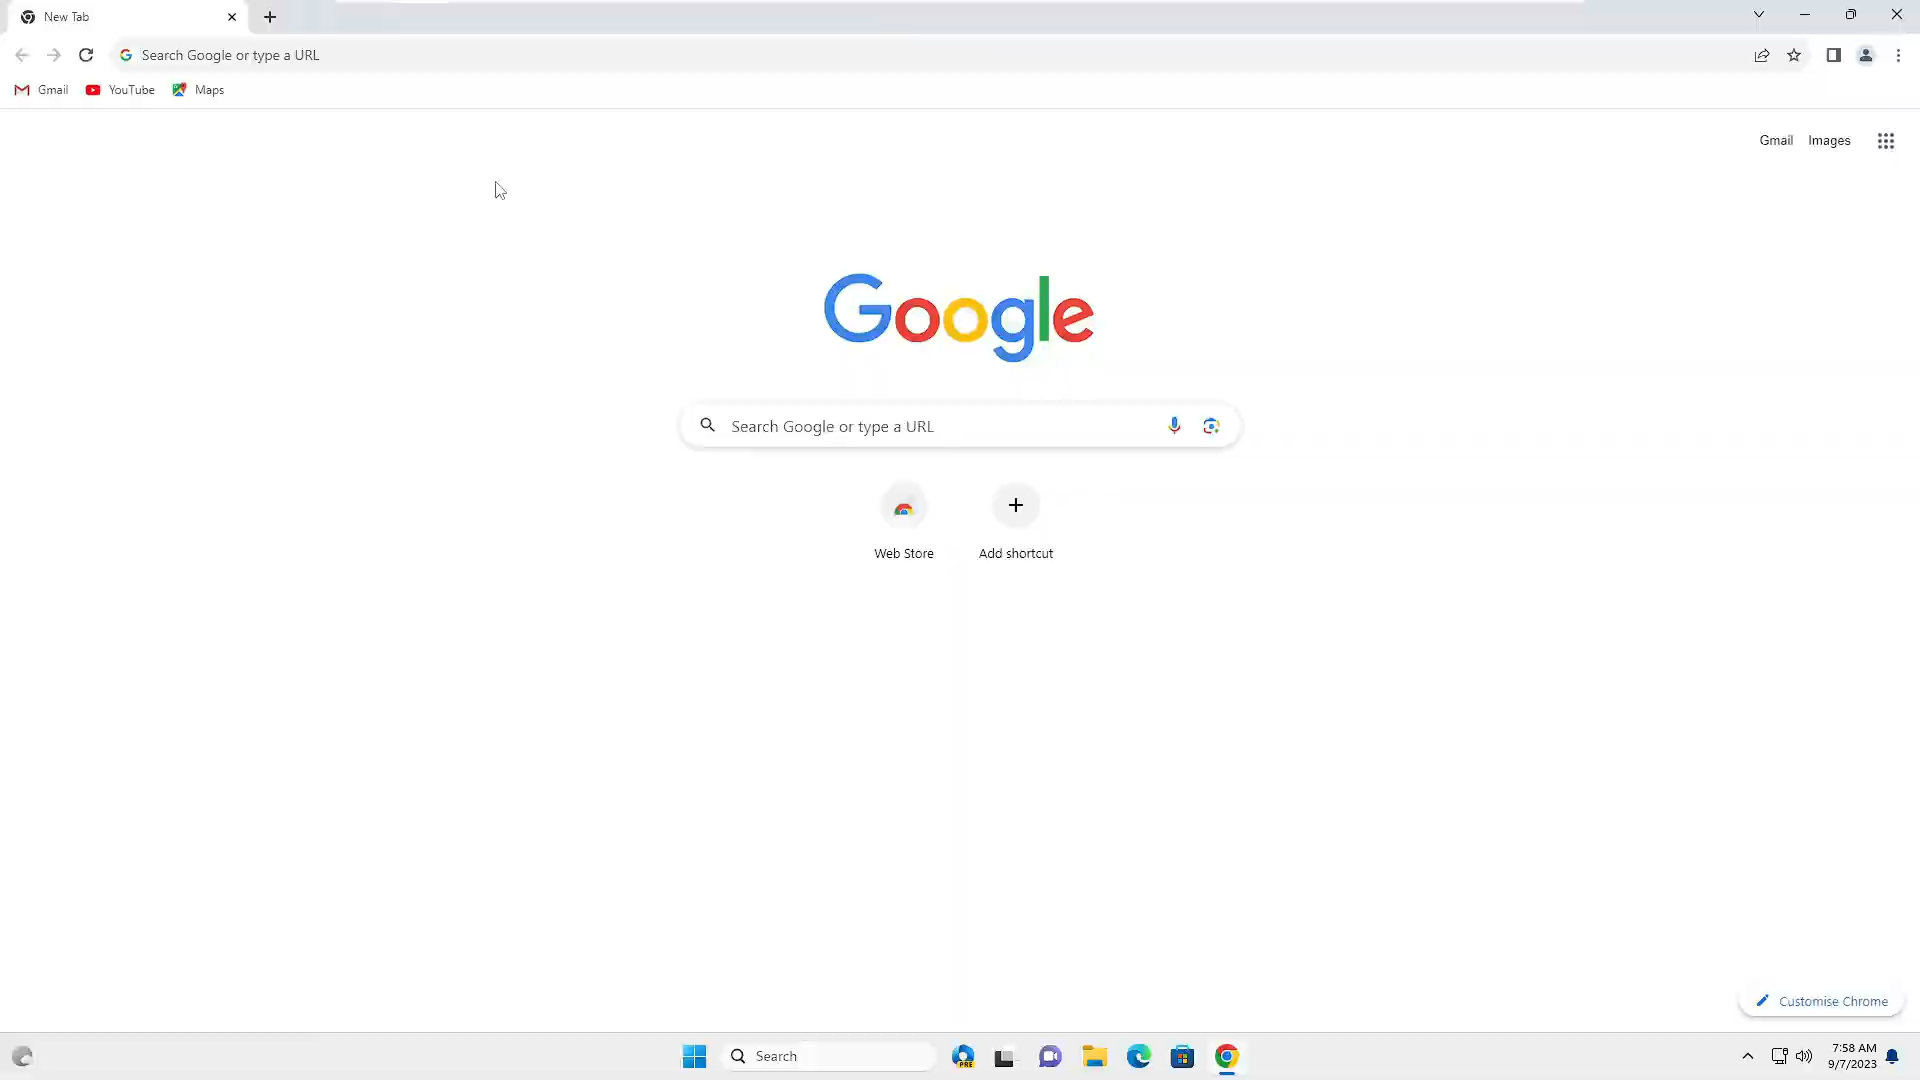 New Tab
Search Google or type a URL
Gmail YouTube Maps
Gmail Images
Google
Search Google or type a URL
Web Store Add shortcut
Customise Chrome
Search
PRE
7:58 AM
9/7/2023